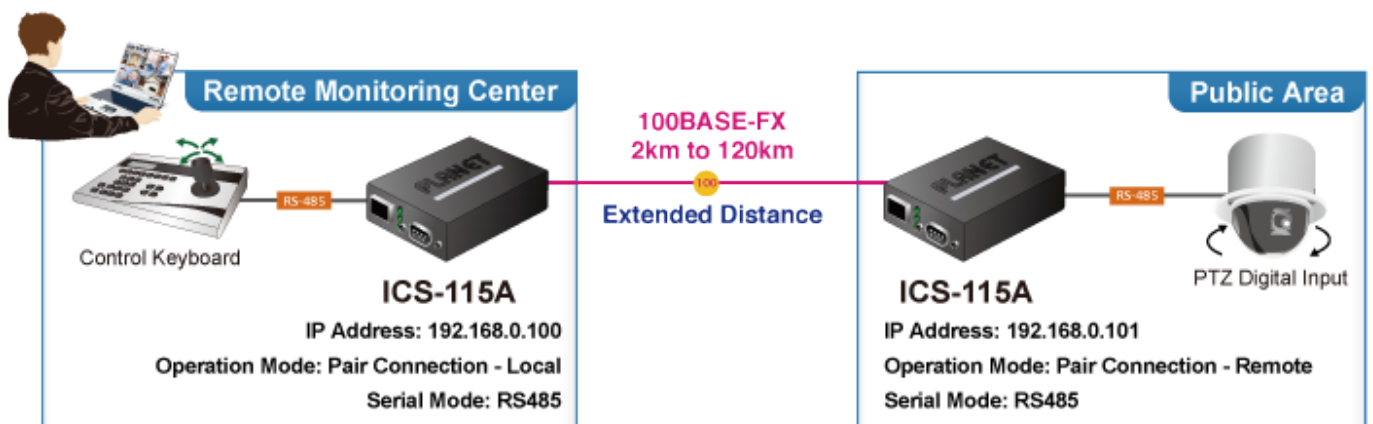 Remote Monitoring Center
RS-485
PLANET
Control Keyboard
ICS-115A
IP Address: 192.168.0.100
Operation Mode: Pair Connection - Local
Serial Mode: RS485
100BASE-FX
2km to 120km
100
Extended Distance
Public Area
PLANET
RS-485
PTZ Digital Input
ICS-115A
IP Address: 192.168.0.101
Operation Mode: Pair Connection - Remote
Serial Mode: RS485